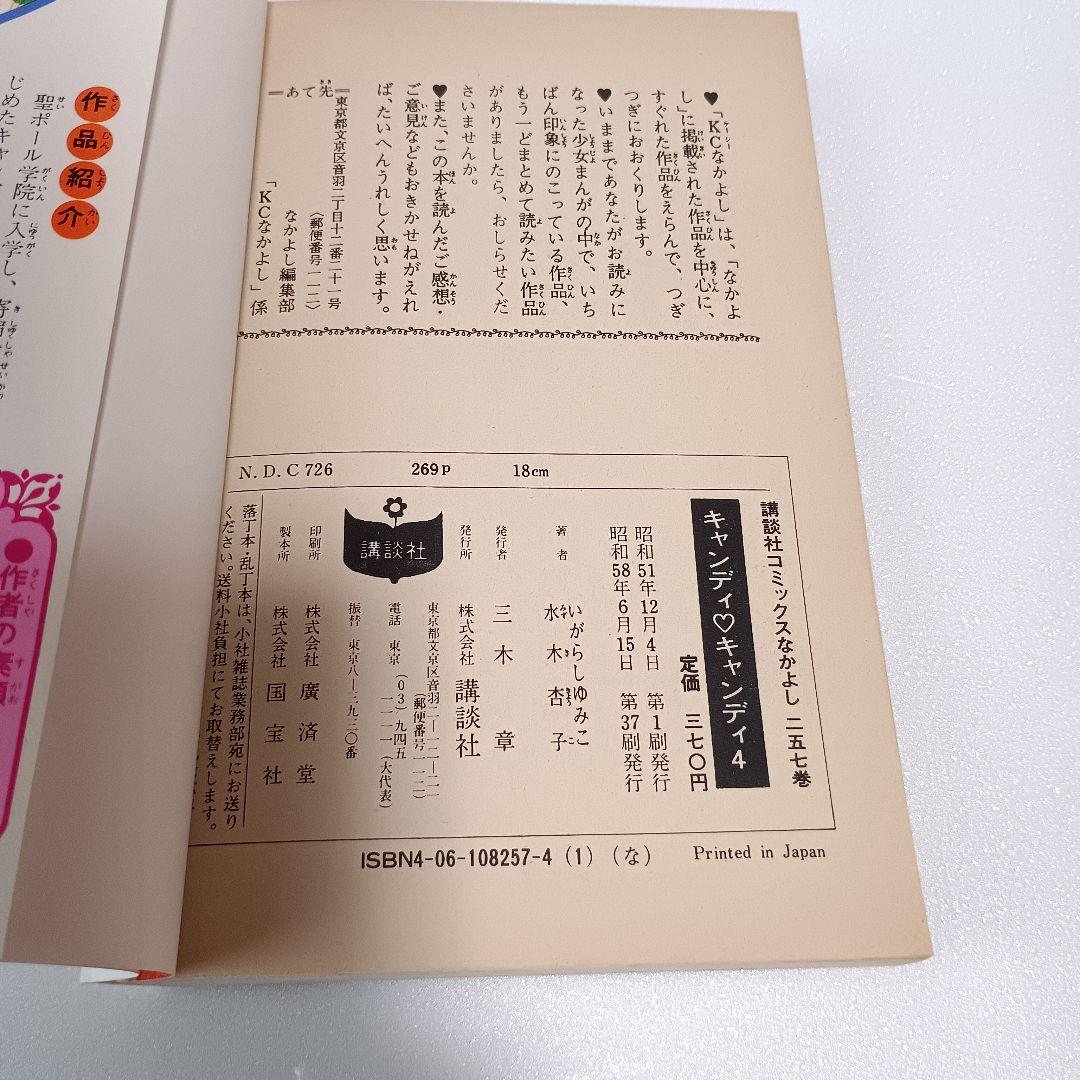 ♥「KCなかよし」は、「なかよ
し」に掲載された作品を中心に、
すぐれた作品をえらんで、つぎ
つぎにおおくりします。
♥いままであなたがお読みに
なった少女まんがの中で、いち
ばん印象にのこっている作品、
もう一どまとめて読みたい作品
がありましたら、おしらせくだ
さいませんか。
♥また、この本を読んだご感想・
ご意見などもおきかせねがえれ
ば、たいへんうれしく思います。
―あて先―
東京都文京区音羽二丁目十二番二十一号
(郵便番号一一二)
なかよし編集部
「KCなかよし」係
N.D.C 726 269p 18cm
講談社コミックスなかよし 二五七巻
キャンディ♡キャンディ4
定価 三七〇円
昭和51年12月4日 第1刷発行
昭和58年6月15日 第37刷発行
著者 いがらしゆみこ
水木杏子
発行者 三木 章
発行所 株式会社 講談社
東京都文京区音羽二―一二―二一
(郵便番号一一二)
電話 東京(03)九四五
一一一一(大代表)
振替 東京八―三九三〇番
講談社
印刷所 株式会社 廣済堂
製本所 株式会社 国宝社
落丁本・乱丁本は、小社雑誌業務部宛にお送り
ください。送料小社負担にてお取替えします。
ISBN4-06-108257-4 (1) (な) Printed in Japan
作品紹介
聖ポール学院に入学し、寄宿
じめたキャ
●作者の素顔